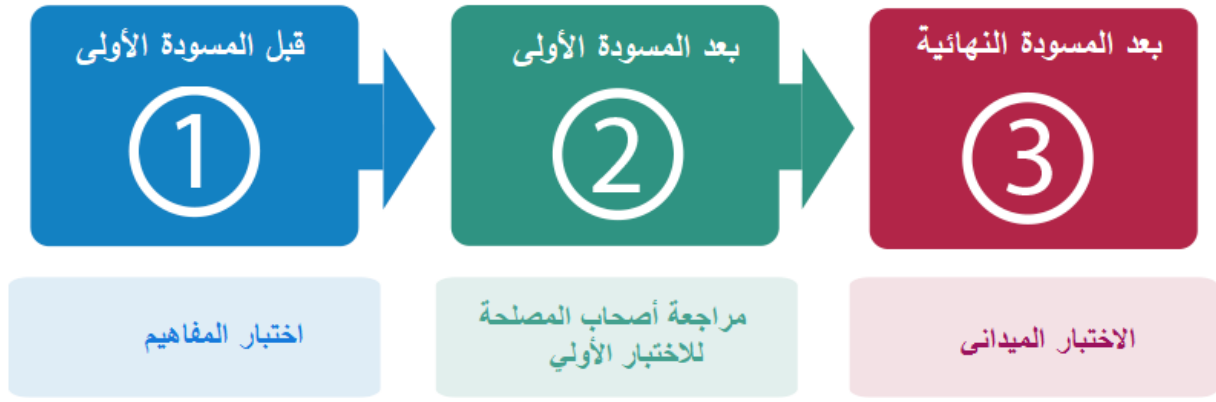 قبل المسودة الأولى
1
اختبار المفاهيم
بعد المسودة الأولى
2
مراجعة أصحاب المصلحة
للاختبار الأولي
بعد المسودة النهائية
3
الاختبار الميدانى